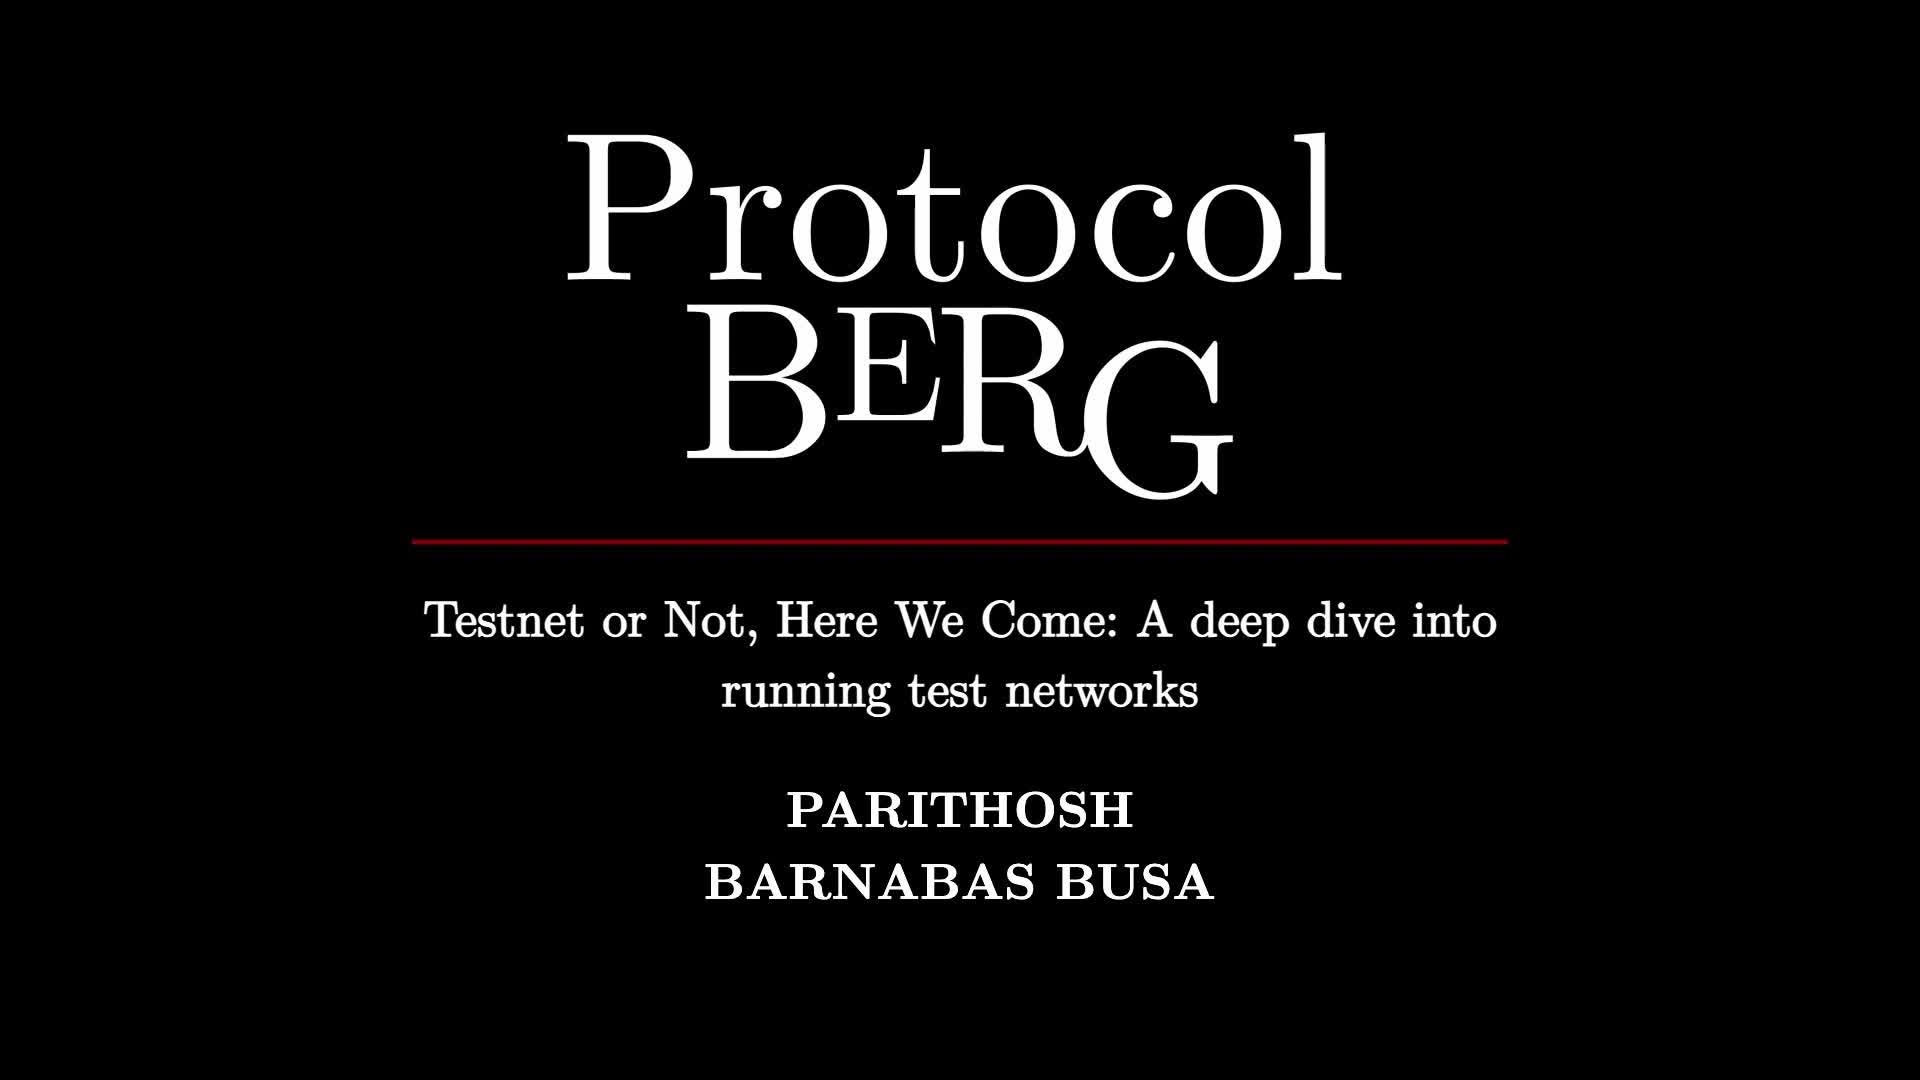 Protocol
BERG
Testnet or Not, Here We Come: A deep dive into
running test networks
PARITHOSH
BARNABAS BUSA